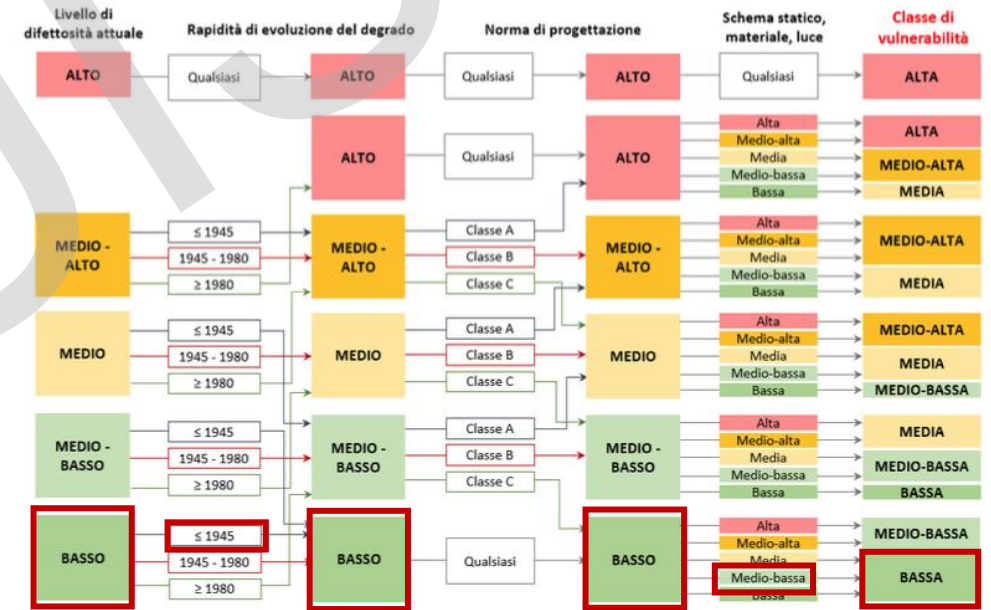 Livello di difettosità attuale
Rapidità di evoluzione del degrado
Norma di progettazione
Schema statico, materiale, luce
Classe di vulnerabilità
ALTO
Qualsiasi
ALTO
Qualsiasi
ALTO
Qualsiasi
ALTA
ALTO
Qualsiasi
ALTO
Alta
Medio-alta
Media
Medio-bassa
Bassa
ALTA
MEDIO-ALTA
MEDIA
MEDIO - ALTO
≤ 1945
1945 - 1980
≥ 1980
MEDIO - ALTO
Classe A
Classe B
Classe C
MEDIO - ALTO
Alta
Medio-alta
Media
Medio-bassa
Bassa
MEDIO-ALTA
MEDIA
MEDIO
≤ 1945
1945 - 1980
≥ 1980
MEDIO
Classe A
Classe B
Classe C
MEDIO
Alta
Medio-alta
Media
Medio-bassa
Bassa
MEDIO-ALTA
MEDIA
MEDIO-BASSA
MEDIO - BASSO
≤ 1945
1945 - 1980
≥ 1980
MEDIO - BASSO
Classe A
Classe B
Classe C
MEDIO - BASSO
Alta
Medio-alta
Media
Medio-bassa
Bassa
MEDIA
MEDIO-BASSA
BASSA
BASSO
≤ 1945
1945 - 1980
≥ 1980
BASSO
Qualsiasi
BASSO
Alta
Medio-alta
Media
Medio-bassa
Bassa
MEDIO-BASSA
BASSA